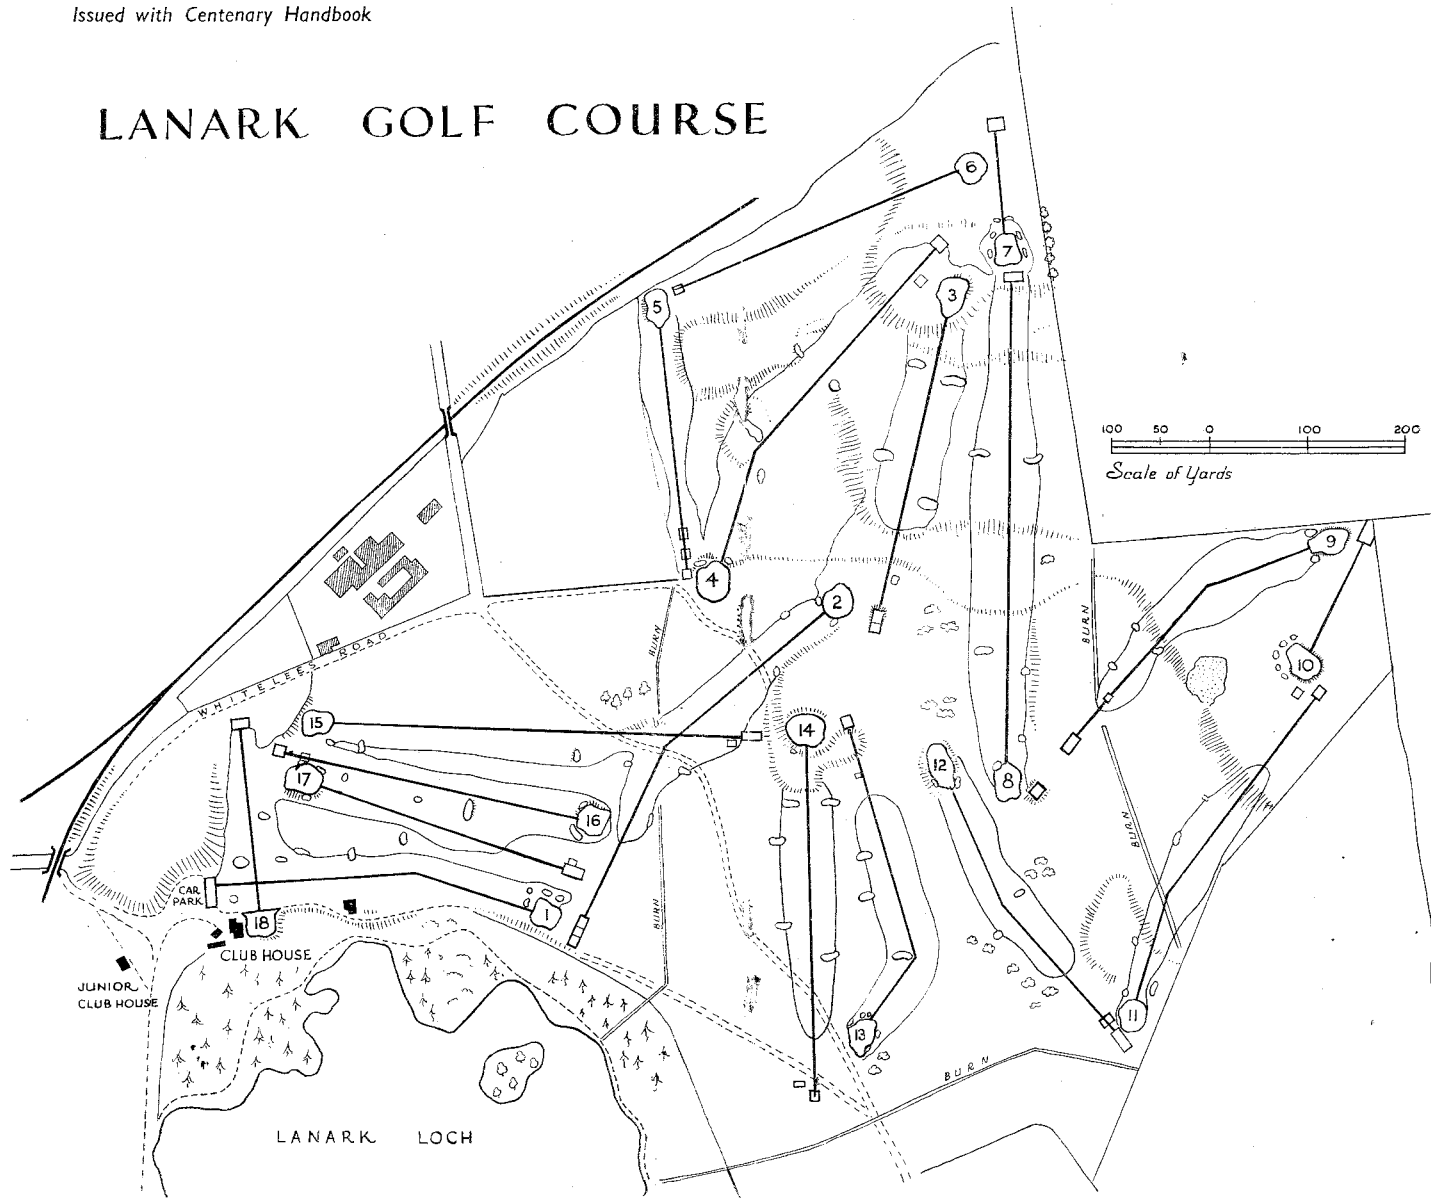 Issued with Centenary Handbook
LANARK GOLF COURSE
6
7
3
5
100 50 0 100 200
Scale of Yards
9
4
2
BURN
BURN
10
WHITELEES ROAD
15
14
12
17
8
16
BURN
CAR
PARK
1
18
BURN
CLUB HOUSE
JUNIOR
CLUB HOUSE
11
13
BURN
LANARK LOCH